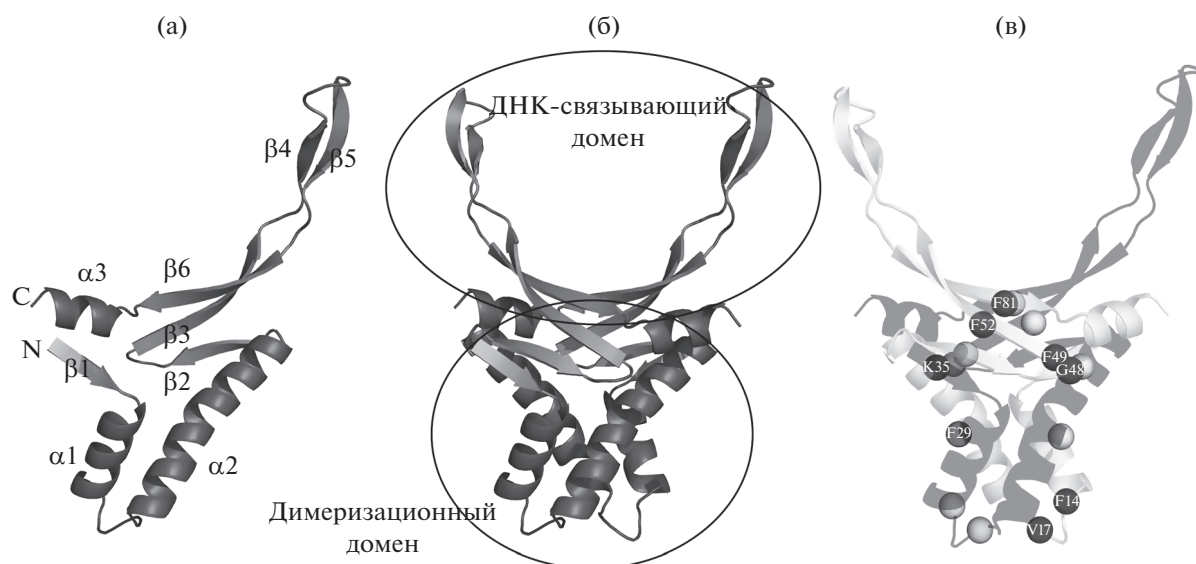 (а)
(б)
(в)
ДНК-связывающий
домен
β4
β5
α3
β6
C
N
β3
β1
β2
α1
α2
Димеризационный
домен
F81
F52
F49
K35
G48
F29
F14
V17